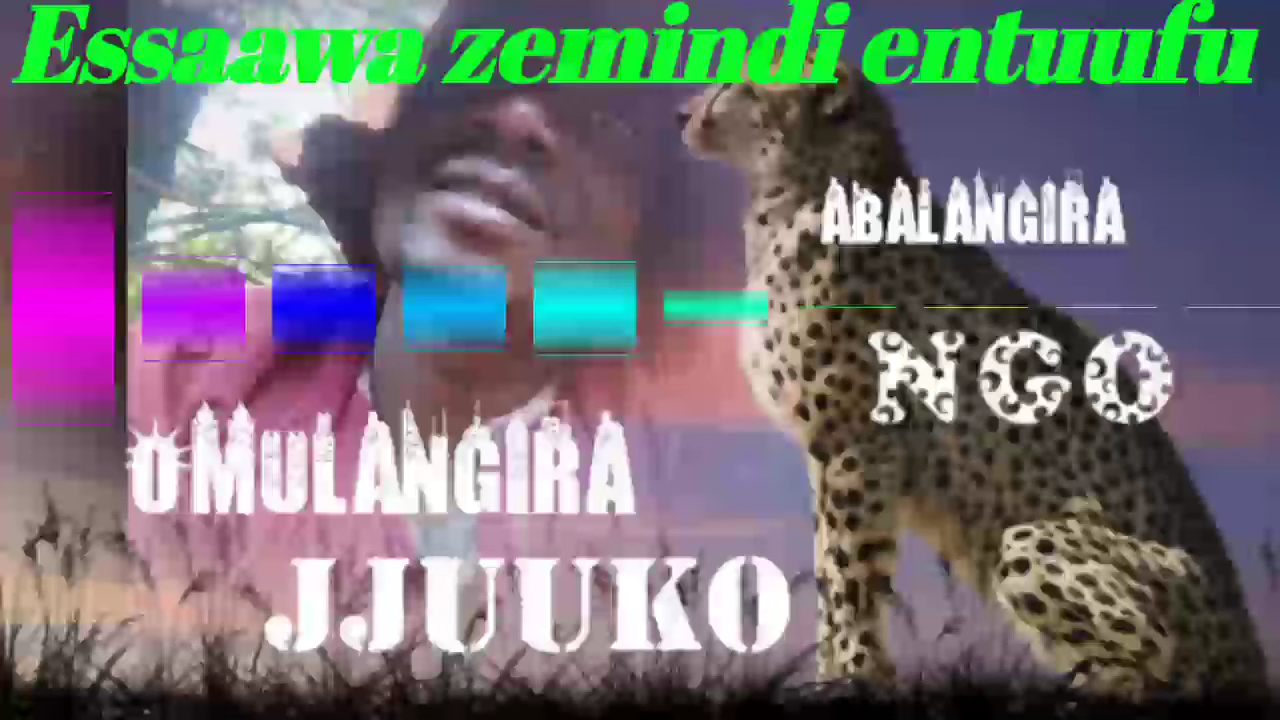 Essaawa zemindi entuufu
ABALANGIRA
NGO
OMULANGIRA
JJUUKO